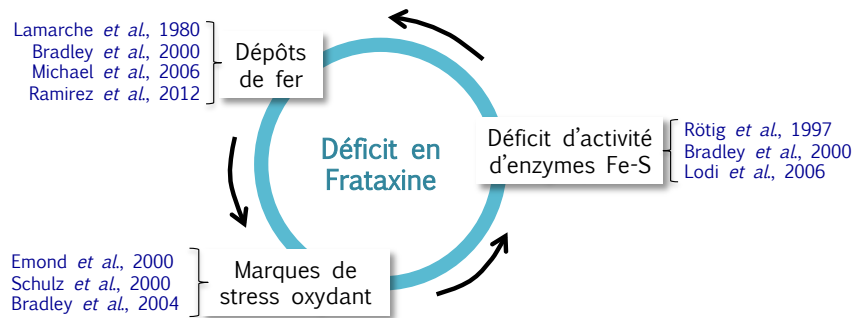 Lamarche et al., 1980
Bradley et al., 2000
Michael et al., 2006
Ramirez et al., 2012
Dépôts
de fer
Déficit en
Frataxine
Déficit d'activité
d'enzymes Fe-S
Rötig et al., 1997
Bradley et al., 2000
Lodi et al., 2006
Emond et al., 2000
Schulz et al., 2000
Bradley et al., 2004
Marques de
stress oxydant